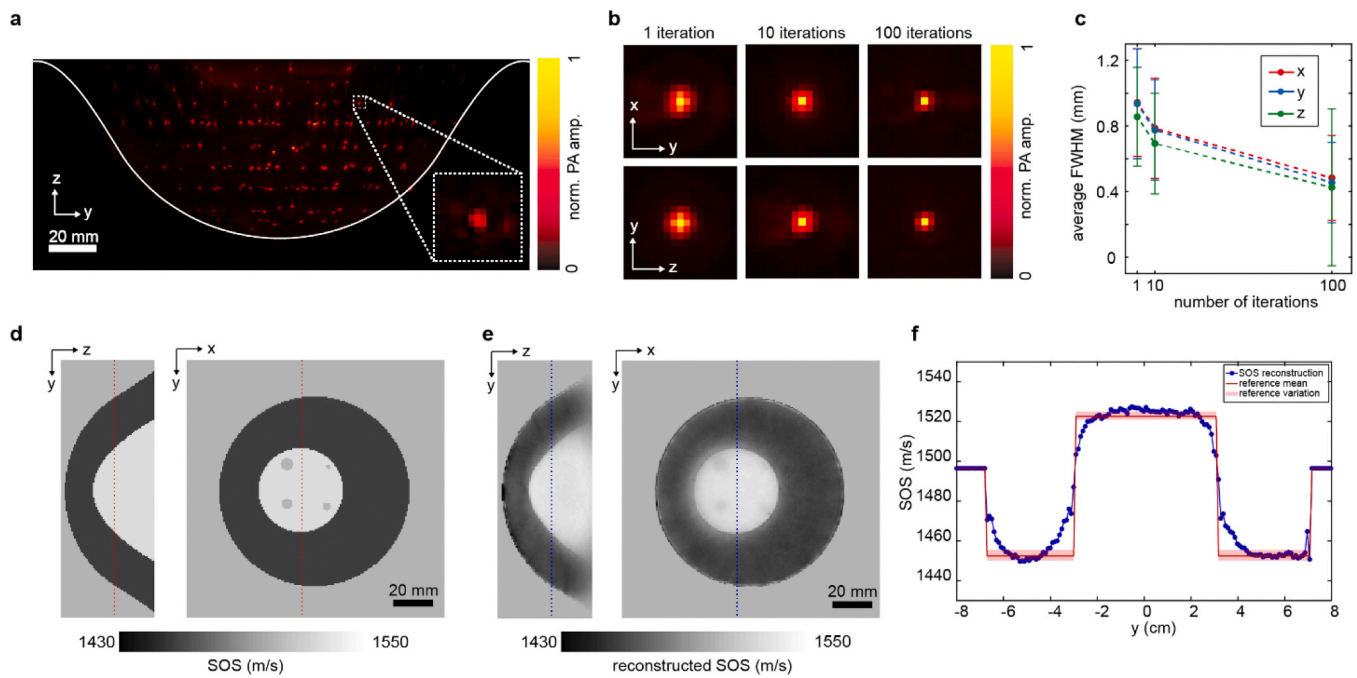 a
z
y
20 mm
1
norm. PA amp.
0
b
1 iteration
10 iterations
100 iterations
x
y
y
z
1
norm. PA amp.
0
c
1.2
0.8
0.4
0
average FWHM (mm)
x
y
z
1 10
100
number of iterations
d
z
y
x
y
20 mm
1430
1550
SOS (m/s)
e
z
y
x
y
20 mm
1430
1550
reconstructed SOS (m/s)
f
1540
1520
1500
1480
1460
1440
SOS (m/s)
SOS reconstruction
reference mean
reference variation
-8 -6 -4 -2 0 2 4 6 8
y (cm)